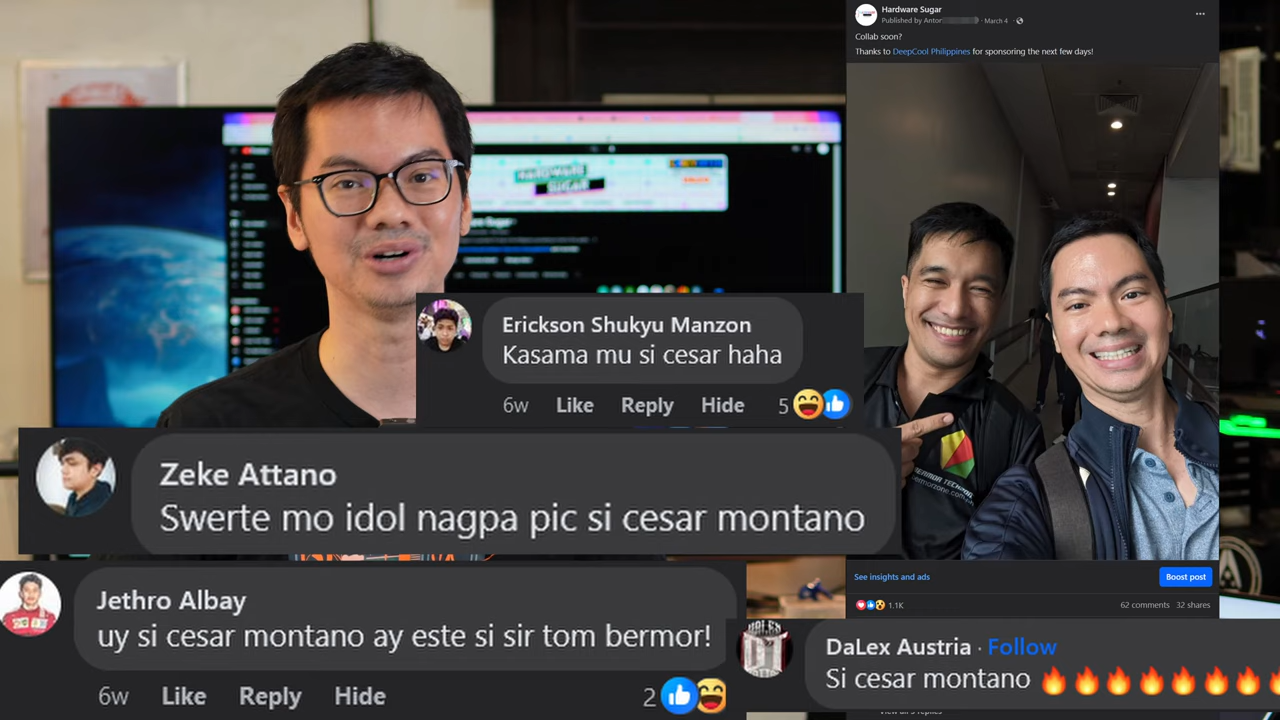 Hardware Sugar
Published by Anton
March 4
Collab soon?
Thanks to DeepCool Philippines for sponsoring the next few days!
HARDWARE
SUGAR
Erickson Shukyu Manzon
Kasama mu si cesar haha
6w Like Reply Hide 5
Zeke Attano
Swerte mo idol nagpa pic si cesar montano
Jethro Albay
uy si cesar montano ay este si sir tom bermor!
6w Like Reply Hide 2
See insights and ads
Boost post
1.1K
62 comments 32 shares
DaLex Austria · Follow
Si cesar montano 🔥🔥🔥🔥🔥🔥🔥🔥